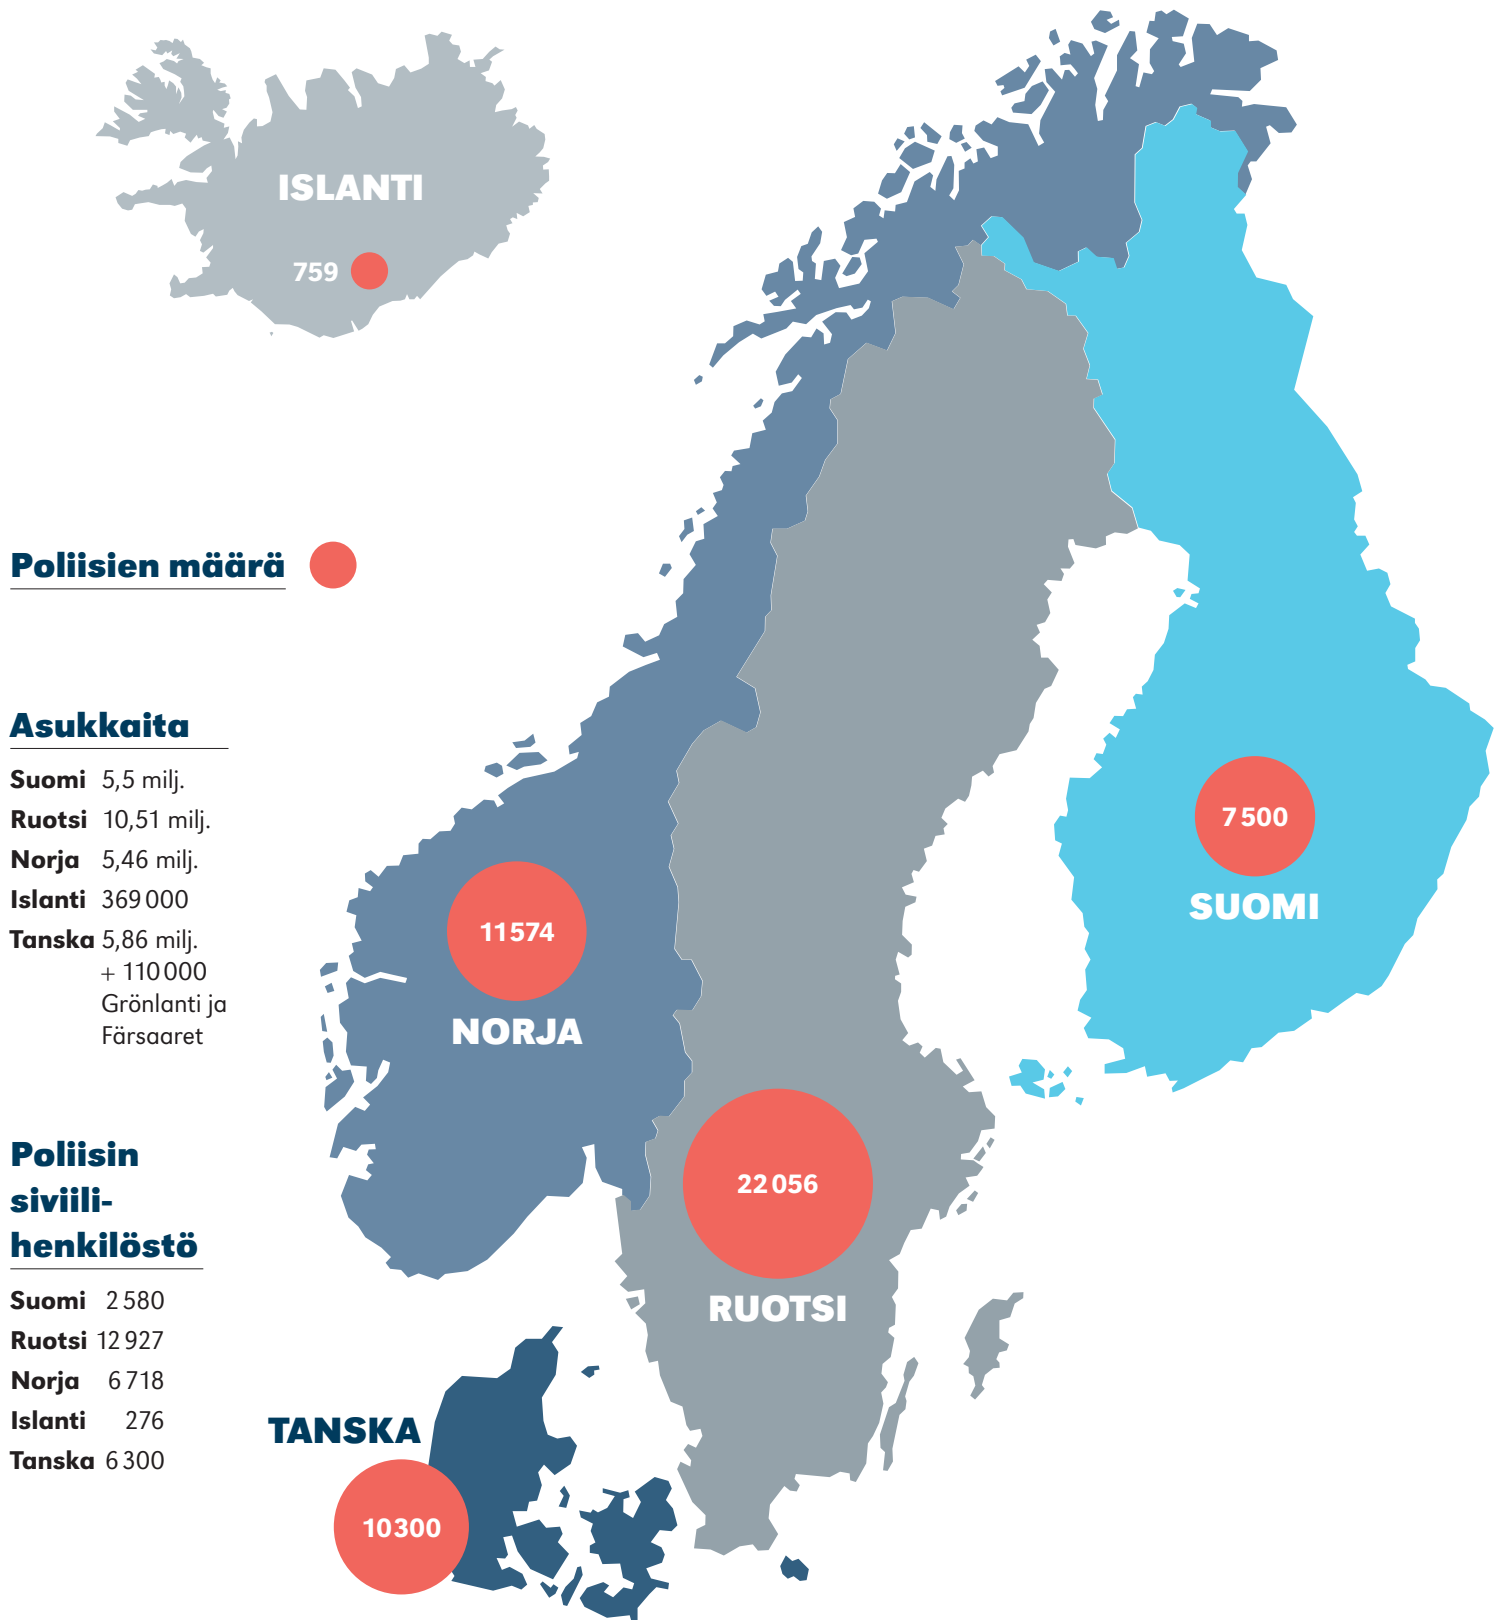 ISLANTI
759
Poliisien määrä
Asukkaita
Suomi 5,5 milj.
Ruotsi 10,51 milj.
Norja 5,46 milj.
Islanti 369 000
Tanska 5,86 milj.
+ 110 000
Grönlanti ja
Färsaaret
Poliisin
siviili-
henkilöstö
Suomi 2 580
Ruotsi 12 927
Norja 6 718
Islanti 276
Tanska 6 300
7 500
SUOMI
11 574
NORJA
22 056
RUOTSI
TANSKA
10 300